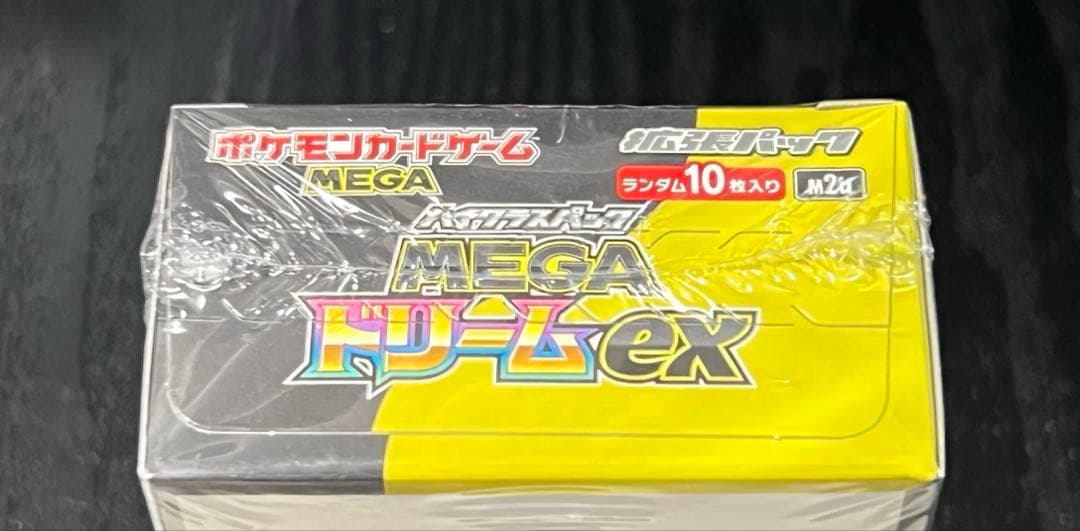 ポケモンカードゲーム
MEGA
拡張パック
ランダム10枚入り
M2a
ハイクラスパック
MEGA
ドリームex